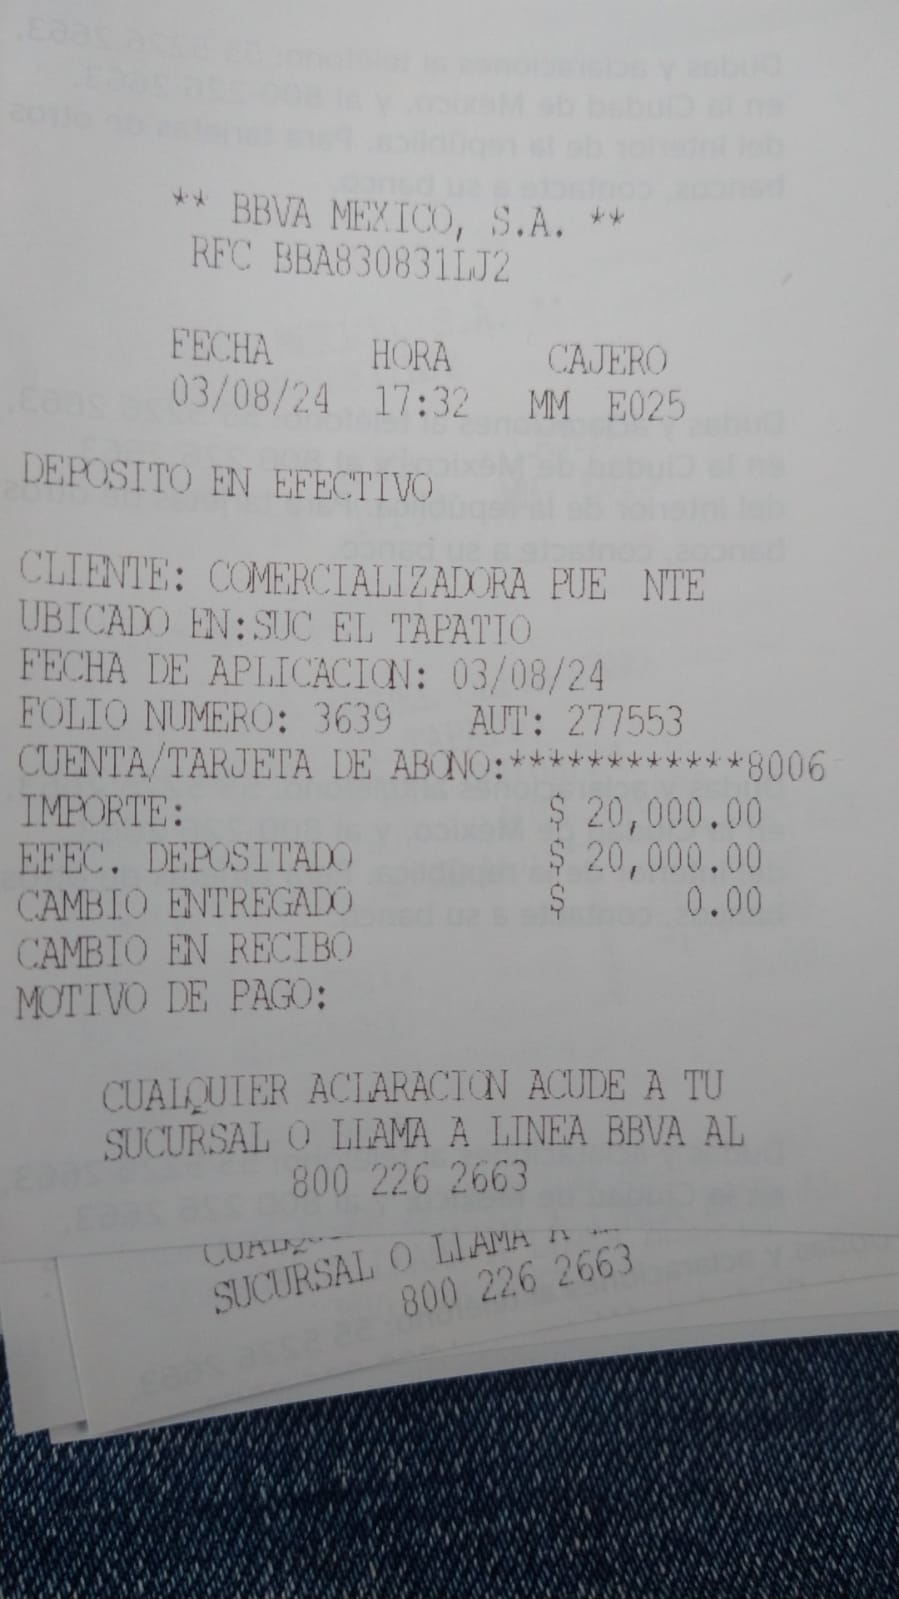 ** BBVA MEXICO, S.A. **
RFC BBA830831LJ2
FECHA HORA CAJERO
03/08/24 17:32 MM E025
DEPOSITO EN EFECTIVO
CLIENTE: COMERCIALIZADORA PUE NTE
UBICADO EN:SUC EL TAPATIO
FECHA DE APLICACION: 03/08/24
FOLIO NUMERO: 3639 AUT: 277553
CUENTA/TARJETA DE ABONO:************8006
IMPORTE: $ 20,000.00
EFEC. DEPOSITADO $ 20,000.00
CAMBIO ENTREGADO $ 0.00
CAMBIO EN RECIBO
MOTIVO DE PAGO:
CUALQUIER ACLARACION ACUDE A TU
SUCURSAL O LLAMA A LINEA BBVA AL
800 226 2663
SUCURSAL O LLAMA A
800 226 2663